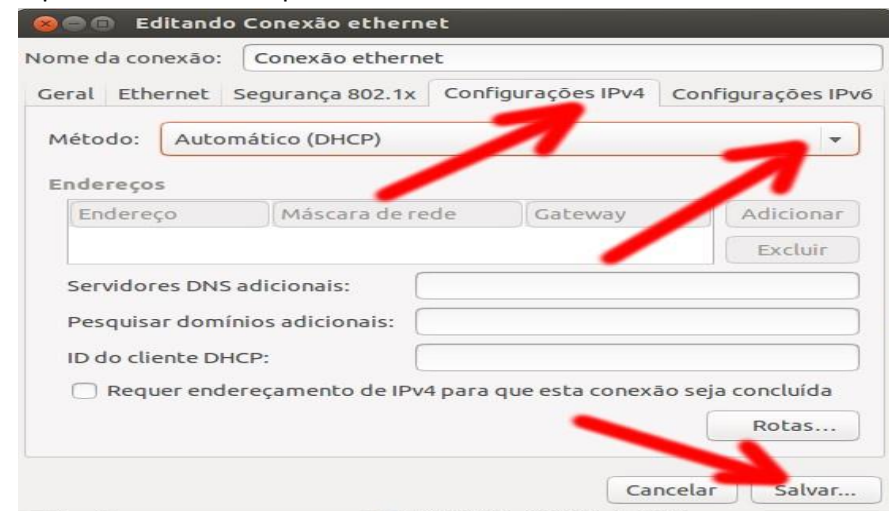 Editando Conexão ethernet
Nome da conexão: Conexão ethernet
Geral Ethernet Segurança 802.1x Configurações IPv4 Configurações IPv6
Método: Automático (DHCP)
Endereços
Endereço Máscara de rede Gateway Adicionar
Excluir
Servidores DNS adicionais:
Pesquisar domínios adicionais:
ID do cliente DHCP:
Requer endereçamento de IPv4 para que esta conexão seja concluída
Rotas...
Cancelar Salvar...